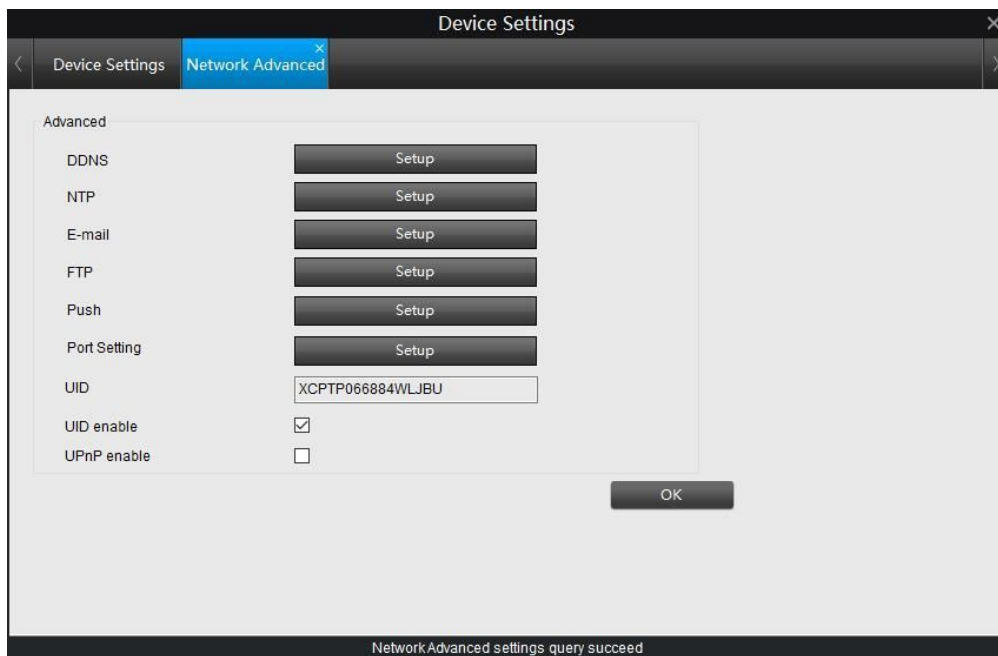 Device Settings
Device Settings Network Advanced
Advanced
DDNS Setup
NTP Setup
E-mail Setup
FTP Setup
Push Setup
Port Setting Setup
UID XCPTP066884WLJBU
UID enable
UPnP enable
OK
Network Advanced settings query succeed